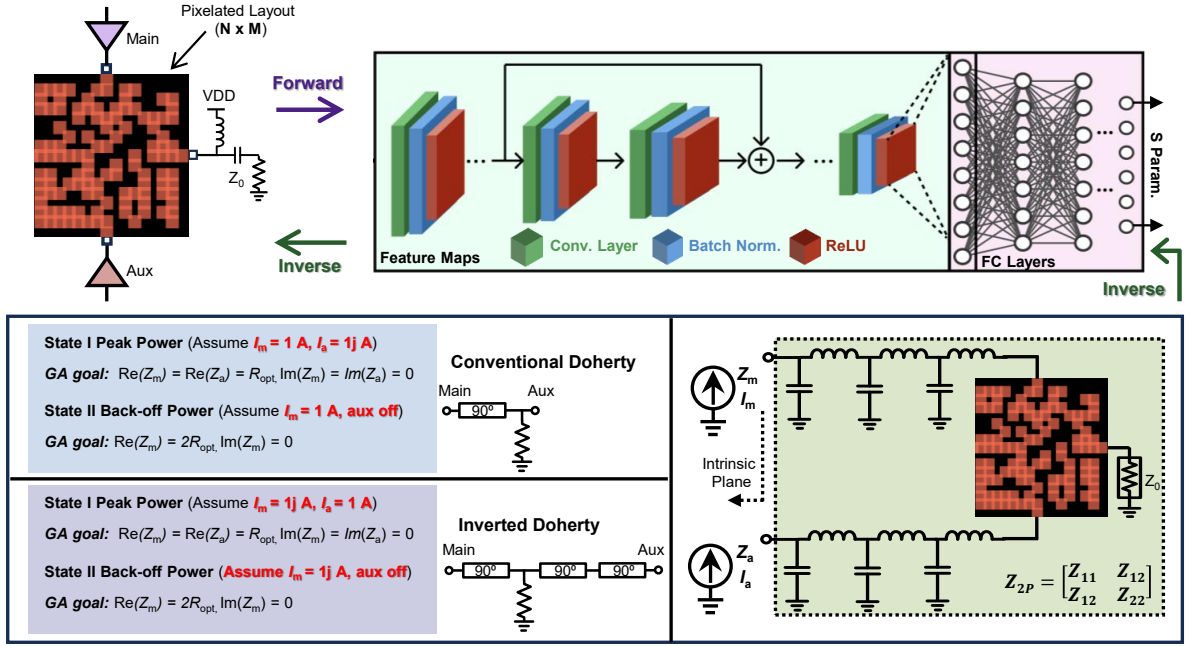 Pixelated Layout
(N x M)
Main
VDD
Z0
Aux
Forward
Inverse
Feature Maps
Conv. Layer
Batch Norm.
ReLU
FC Layers
S Param.
Inverse
State I Peak Power (Assume Im = 1 A, Ia = 1j A)
GA goal: Re(Zm) = Re(Za) = Ropt, Im(Zm) = Im(Za) = 0
State II Back-off Power (Assume Im = 1 A, aux off)
GA goal: Re(Zm) = 2Ropt, Im(Zm) = 0
Conventional Doherty
Main
Aux
90º
State I Peak Power (Assume Im = 1j A, Ia = 1 A)
GA goal: Re(Zm) = Re(Za) = Ropt, Im(Zm) = Im(Za) = 0
State II Back-off Power (Assume Im = 1j A, aux off)
GA goal: Re(Zm) = 2Ropt, Im(Zm) = 0
Inverted Doherty
Main
Aux
90º 90º 90º
Zm
Im
Intrinsic
Plane
Za
Ia
Z0
Z2P = [Z11 Z12
Z12 Z22]